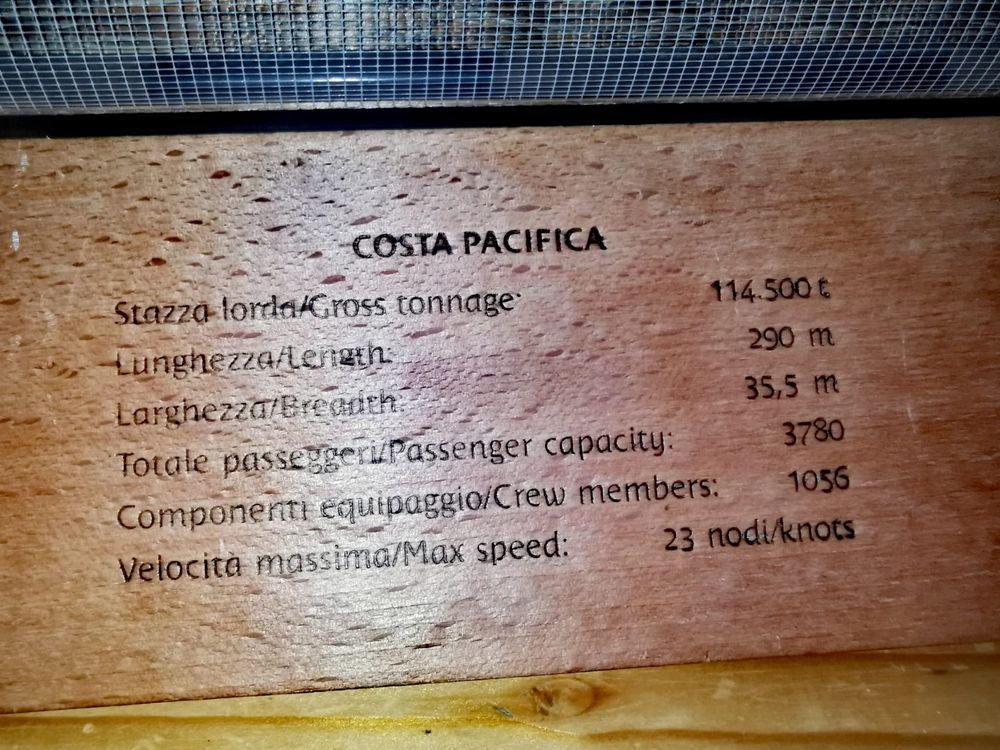 COSTA PACIFICA
Stazza lorda/Gross tonnage: 114.500 t
Lunghezza/Length: 290 m
Larghezza/Breadth: 35,5 m
Totale passeggeri/Passenger capacity: 3780
Componenti equipaggio/Crew members: 1056
Velocità massima/Max speed: 23 nodi/knots